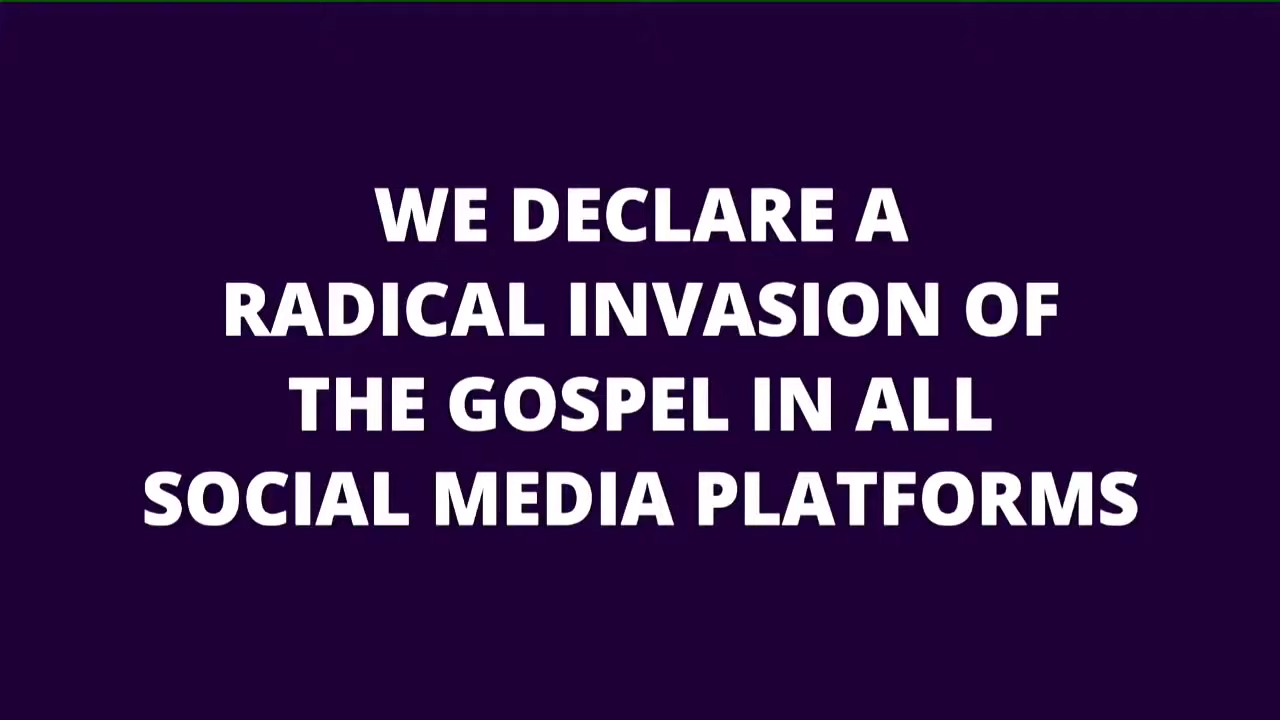 WE DECLARE A
RADICAL INVASION OF
THE GOSPEL IN ALL
SOCIAL MEDIA PLATFORMS